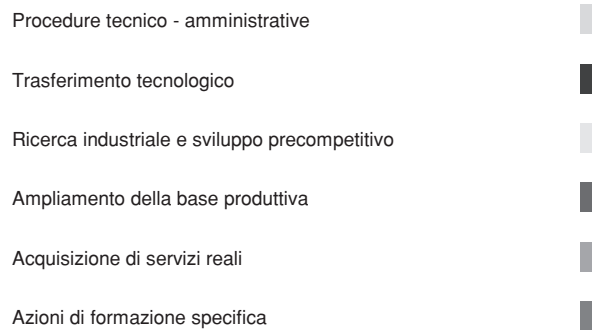 Procedure tecnico - amministrative
Trasferimento tecnologico
Ricerca industriale e sviluppo precompetitivo
Ampliamento della base produttiva
Acquisizione di servizi reali
Azioni di formazione specifica